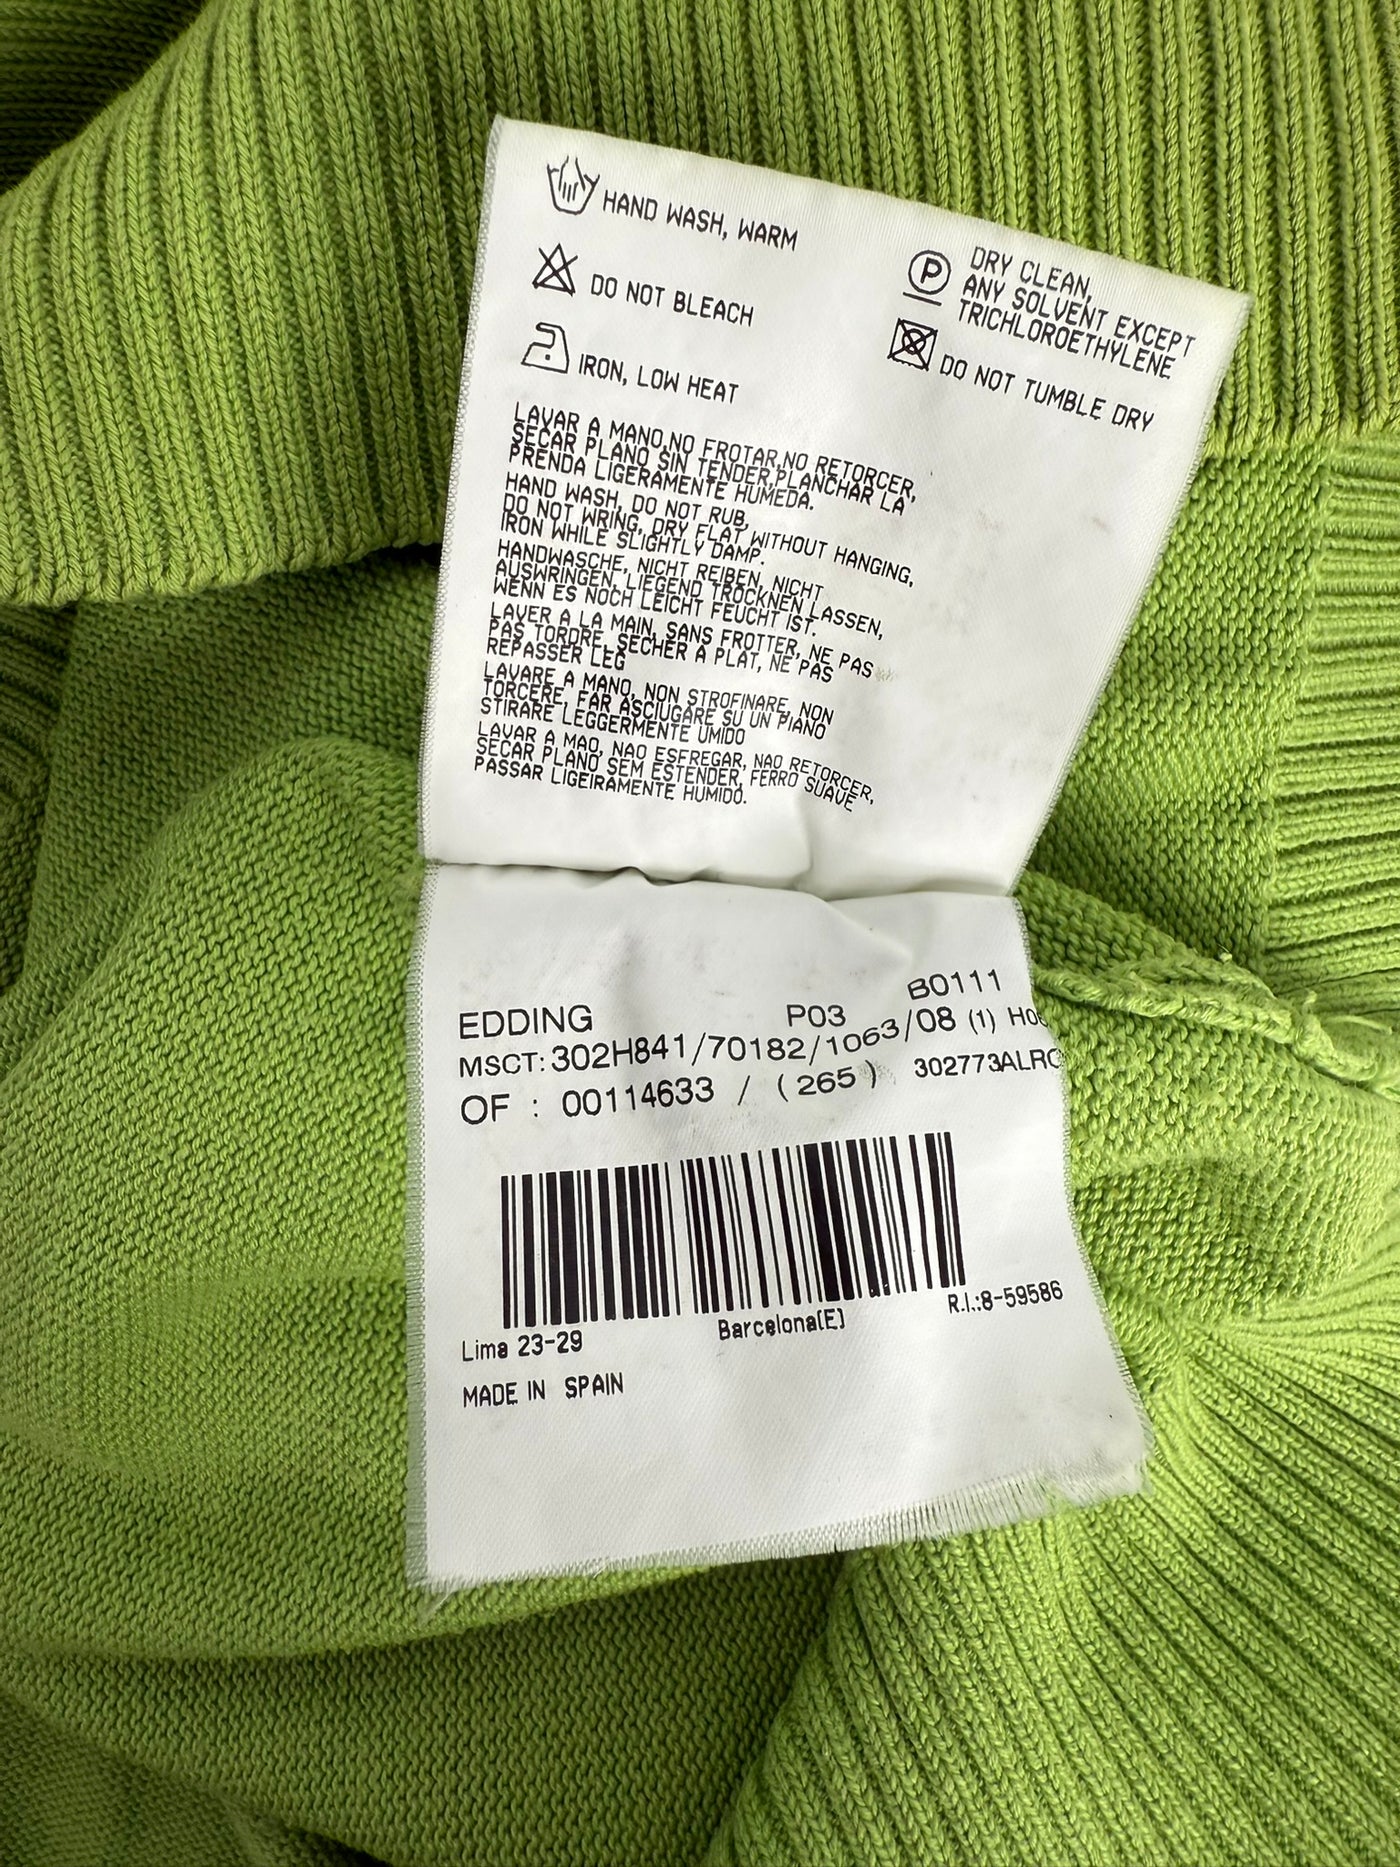 HAND WASH, WARM
DO NOT BLEACH
IRON, LOW HEAT
P
DRY CLEAN,
ANY SOLVENT EXCEPT
TRICHLOROETHYLENE
DO NOT TUMBLE DRY
LAVAR A MANO,NO FROTAR,NO RETORCER,
SECAR PLANO SIN TENDER,PLANCHAR LA
PRENDA LIGERAMENTE HUMEDA.
HAND WASH, DO NOT RUB,
DO NOT WRING, DRY FLAT WITHOUT HANGING,
IRON WHILE SLIGHTLY DAMP.
HANDWASCHE, NICHT REIBEN, NICHT
AUSWRINGEN, LIEGEND TROCKNEN LASSEN,
WENN ES NOCH LEICHT FEUCHT IST.
LAVER A LA MAIN, SANS FROTTER, NE PAS
PAS TORDRE, SECHER A PLAT, NE PAS
REPASSER LEG
LAVARE A MANO, NON STROFINARE, NON
TORCERE, FAR ASCIUGARE SU UN PIANO
STIRARE LEGGERMENTE UMIDO
LAVAR A MAO, NAO ESFREGAR, NAO RETORCER,
SECAR PLANO SEM ESTENDER, FERRO SUAVE
PASSAR LIGEIRAMENTE HUMIDO.
EDDING P03 B0111
MSCT: 302H841/70182/1063/08 (1)
OF : 00114633 / (265) 302773ALRO
Lima 23-29 Barcelona(E) R.I.:8-59586
MADE IN SPAIN